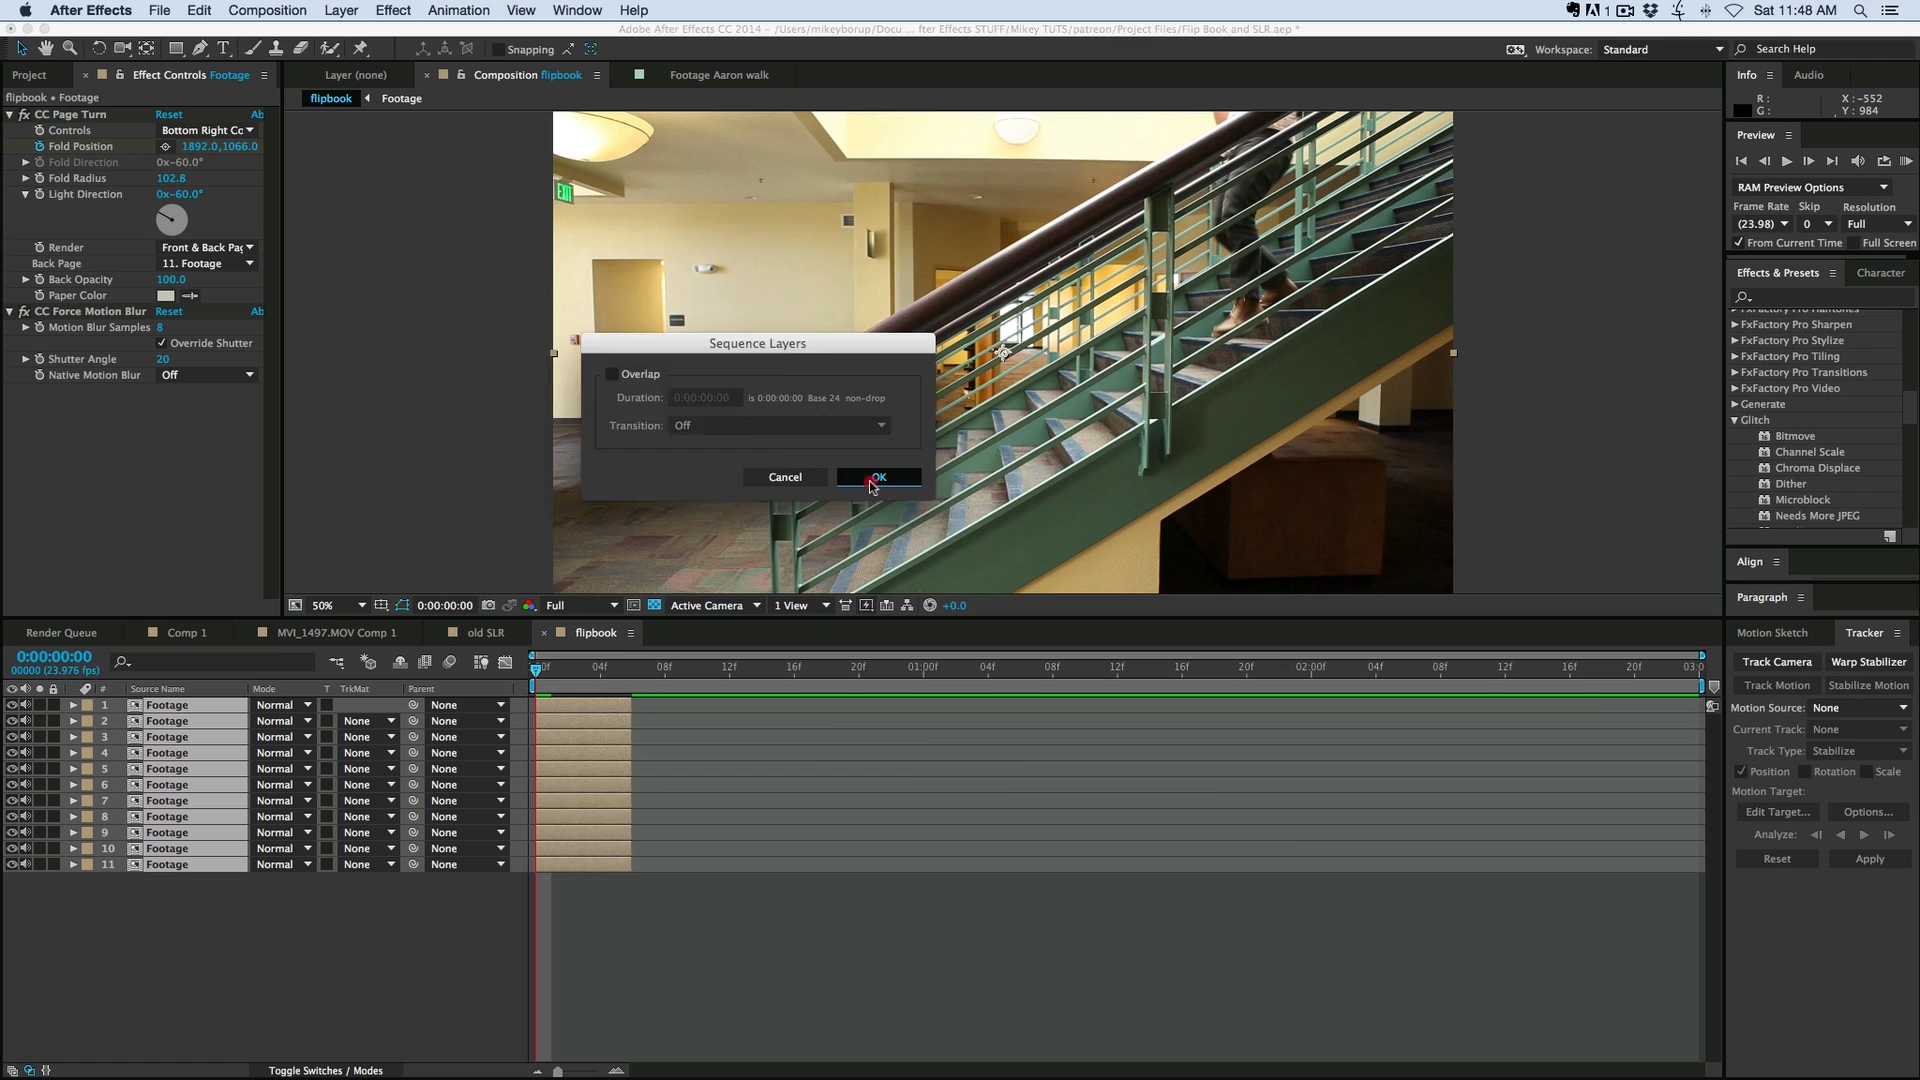 After Effects File Edit Composition Layer Effect Animation View Window Help 1 Sat 11:48 AM
Adobe After Effects CC 2014 - /Users/mikeyborup/Docu ... fter Effects STUFF/Mikey TUTS/patreon/Project Files/Flip Book and SLR.aep *
Snapping Workspace: Standard Search Help
Project Effect Controls Footage Layer (none) Composition flipbook Footage Aaron walk Info Audio
flipbook • Footage flipbook Footage R: X: -552
G: Y: 984
fx CC Page Turn Reset Ab
Controls Bottom Right Cc
Fold Position 1892.0,1066.0
Fold Direction 0x-60.0°
Fold Radius 102.8
Light Direction 0x-60.0°
Render Front & Back Pag
Back Page 11. Footage
Back Opacity 100.0
Paper Color
fx CC Force Motion Blur Reset Ab
Motion Blur Samples 8
Override Shutter
Shutter Angle 20
Native Motion Blur Off
EXIT
Sequence Layers
Overlap
Duration: 0:00:00:00 is 0:00:00:00 Base 24 non-drop
Transition: Off
Cancel OK
50% 0:00:00:00 Full Active Camera 1 View +0.0
Preview
RAM Preview Options
Frame Rate Skip Resolution
(23.98) 0 Full
From Current Time Full Screen
Effects & Presets Character
FxFactory Pro Sharpen
FxFactory Pro Stylize
FxFactory Pro Tiling
FxFactory Pro Transitions
FxFactory Pro Video
Generate
Glitch
Bitmove
Channel Scale
Chroma Displace
Dither
Microblock
Needs More JPEG
Align
Paragraph
Render Queue Comp 1 MVI_1497.MOV Comp 1 old SLR flipbook
0:00:00:00
00000 (23.976 fps)
0f 04f 08f 12f 16f 20f 01:00f 04f 08f 12f 16f 20f 02:00f 04f 08f 12f 16f 20f 03:0
# Source Name Mode T TrkMat Parent
1 Footage Normal None
2 Footage Normal None None
3 Footage Normal None None
4 Footage Normal None None
5 Footage Normal None None
6 Footage Normal None None
7 Footage Normal None None
8 Footage Normal None None
9 Footage Normal None None
10 Footage Normal None None
11 Footage Normal None None
Toggle Switches / Modes
Motion Sketch Tracker
Track Camera Warp Stabilizer
Track Motion Stabilize Motion
Motion Source: None
Current Track: None
Track Type: Stabilize
Position Rotation Scale
Motion Target:
Edit Target... Options...
Analyze:
Reset Apply